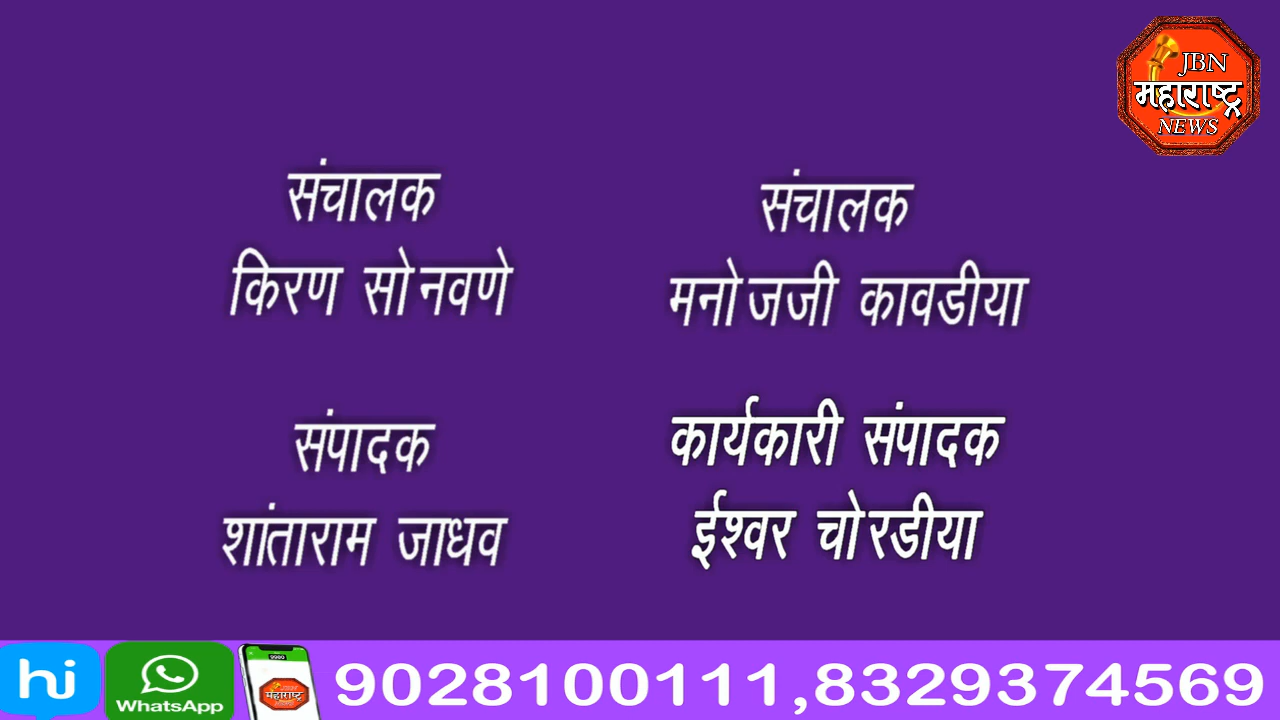 JBN
महाराष्ट्र
NEWS
संचालक
किरण सोनवणे
संचालक
मनोजजी कावडीया
संपादक
शांताराम जाधव
कार्यकारी संपादक
ईश्वर चोरडीया
hi
WhatsApp
महाराष्ट्र
9028100111,8329374569